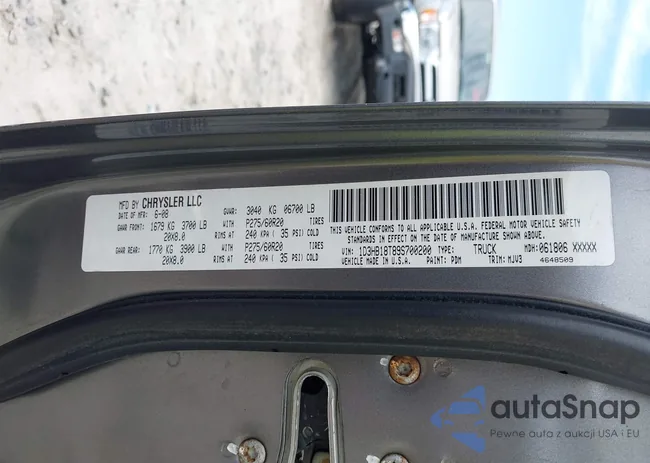 MFD BY CHRYSLER LLC
DATE OF MFR: 6-08 GVWR: 3040 KG 06700 LB
GAWR FRONT: 1679 KG 3700 LB WITH P275/60R20 TIRES
20X8.0 RIMS AT 240 KPA ( 35 PSI) COLD
GAWR REAR: 1770 KG 3900 LB WITH P275/60R20 TIRES
20X8.0 RIMS AT 240 KPA ( 35 PSI) COLD
THIS VEHICLE CONFORMS TO ALL APPLICABLE U.S.A. FEDERAL MOTOR VEHICLE SAFETY
STANDARDS IN EFFECT ON THE DATE OF MANUFACTURE SHOWN ABOVE.
VIN: 1D3HB18T89S700200 TYPE: TRUCK MDH: 061806 XXXXX
VEHICLE MADE IN U.S.A. PAINT: PDM TRIM: MJV3 4648509
autaSnap
Pewne auta z aukcji USA i EU